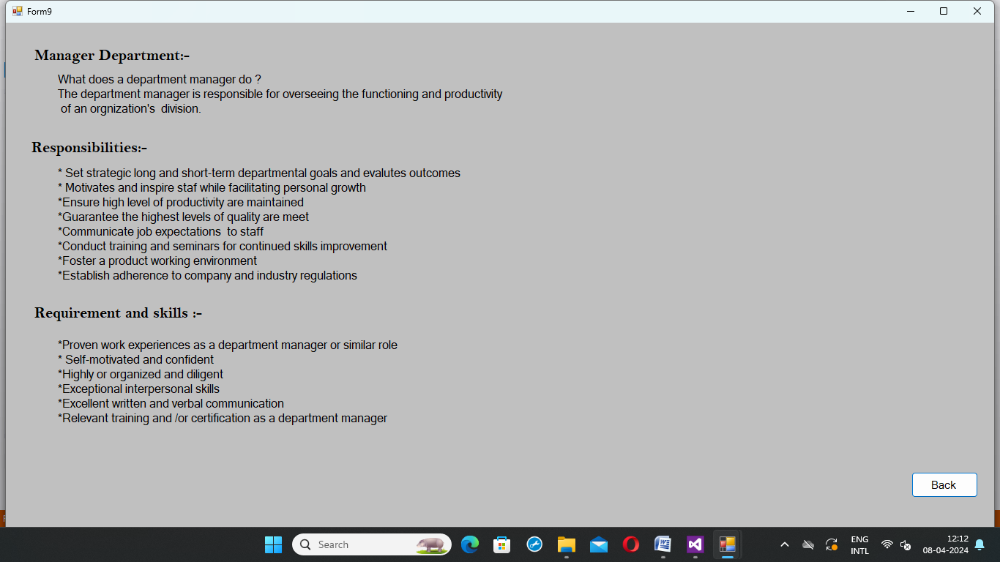 Form9
Manager Department:-
What does a department manager do ?
The department manager is responsible for overseeing the functioning and productivity
of an orgnization's  division.
Responsibilities:-
* Set strategic long and short-term departmental goals and evalutes outcomes
* Motivates and inspire staf while facilitating personal growth
*Ensure high level of productivity are maintained
*Guarantee the highest levels of quality are meet
*Communicate job expectations  to staff
*Conduct training and seminars for continued skills improvement
*Foster a product working environment
*Establish adherence to company and industry regulations
Requirement and skills :-
*Proven work experiences as a department manager or similar role
* Self-motivated and confident
*Highly or organized and diligent
*Exceptional interpersonal skills
*Excellent written and verbal communication
*Relevant training and /or certification as a department manager
Back
Search
ENG
INTL
12:12
08-04-2024